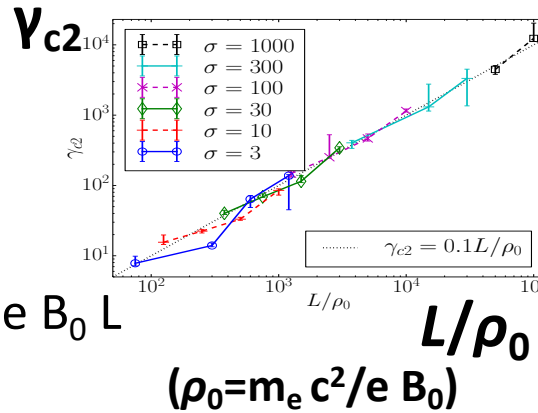 γc2
10^4
10^3
10^2
10^1
γc2
σ = 1000
σ = 300
σ = 100
σ = 30
σ = 10
σ = 3
γc2 = 0.1L/ρ0
10^2
10^3
10^4
L/ρ0
e B0 L
L/ρ0
(ρ0=me c^2/e B0)